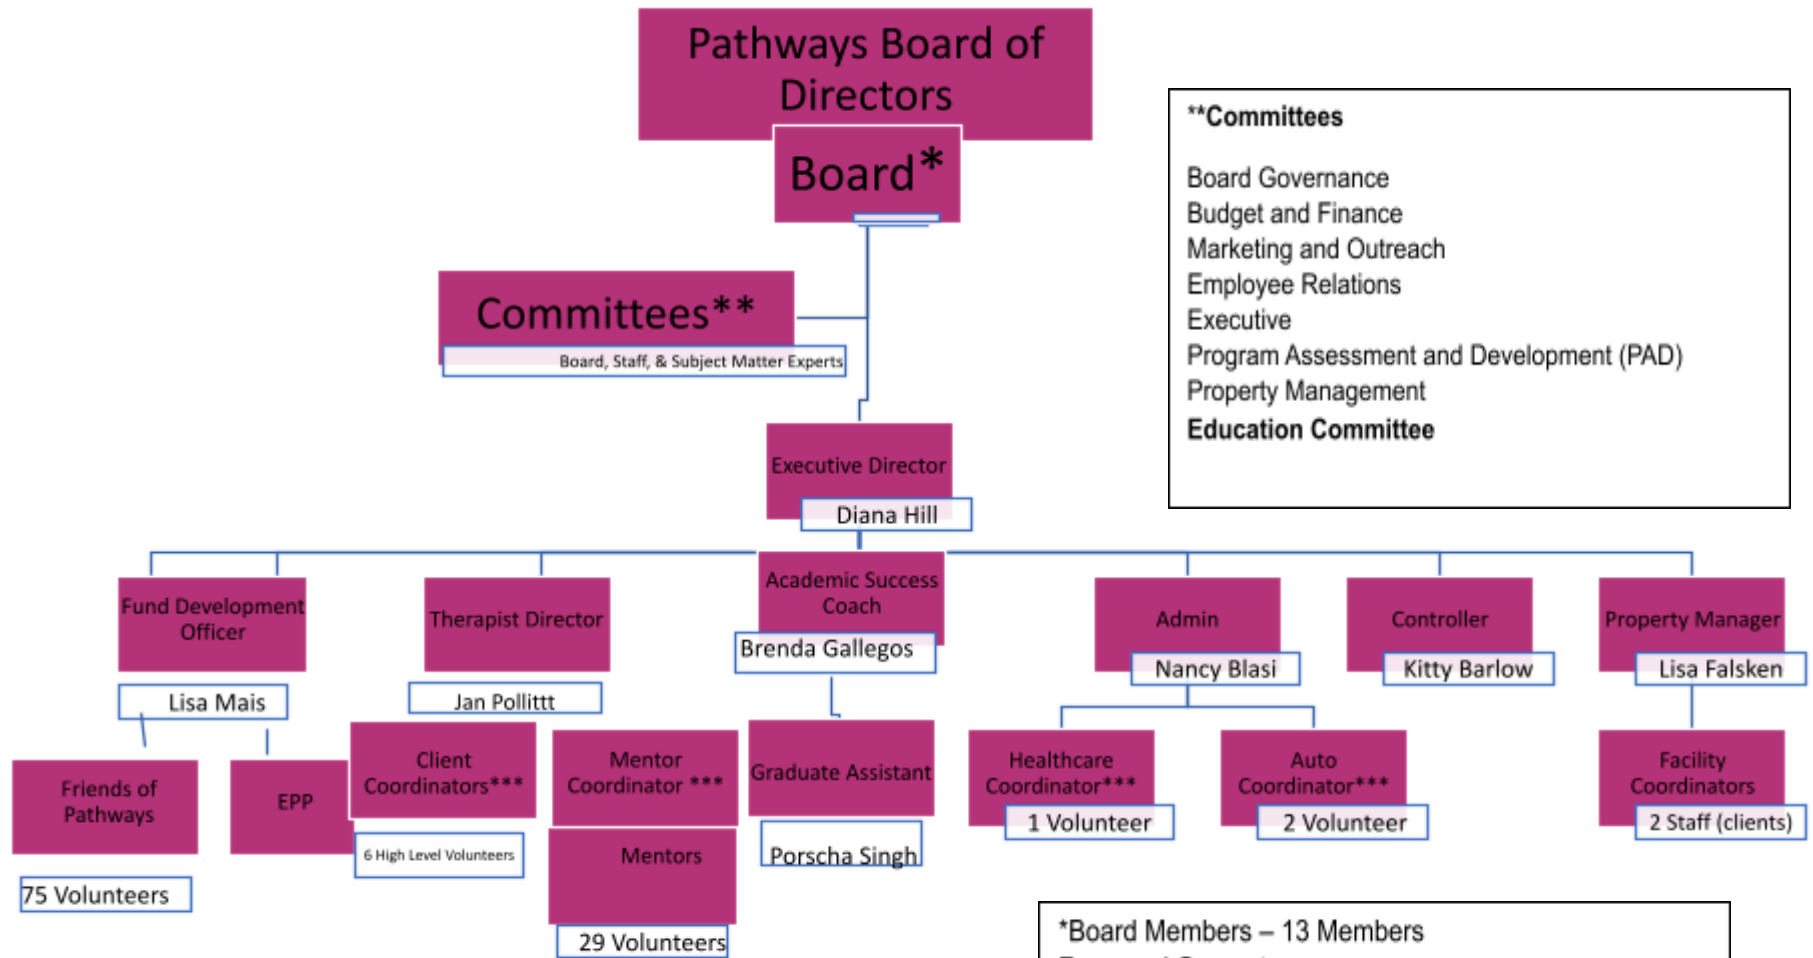 Pathways Board of
Directors
Board*
**Committees
Board Governance
Budget and Finance
Marketing and Outreach
Employee Relations
Executive
Program Assessment and Development (PAD)
Property Management
Education Committee
Committees**
Board, Staff, & Subject Matter Experts
Executive Director
Diana Hill
Fund Development
Officer
Lisa Mais
Therapist Director
Jan Pollittt
Academic Success
Coach
Brenda Gallegos
Admin
Nancy Blasi
Controller
Kitty Barlow
Property Manager
Lisa Falsken
Friends of
Pathways
75 Volunteers
EPP
Client
Coordinators***
6 High Level Volunteers
Mentor
Coordinator ***
Mentors
29 Volunteers
Graduate Assistant
Porscha Singh
Healthcare
Coordinator***
1 Volunteer
Auto
Coordinator***
2 Volunteer
Facility
Coordinators
2 Staff (clients)
*Board Members – 13 Members